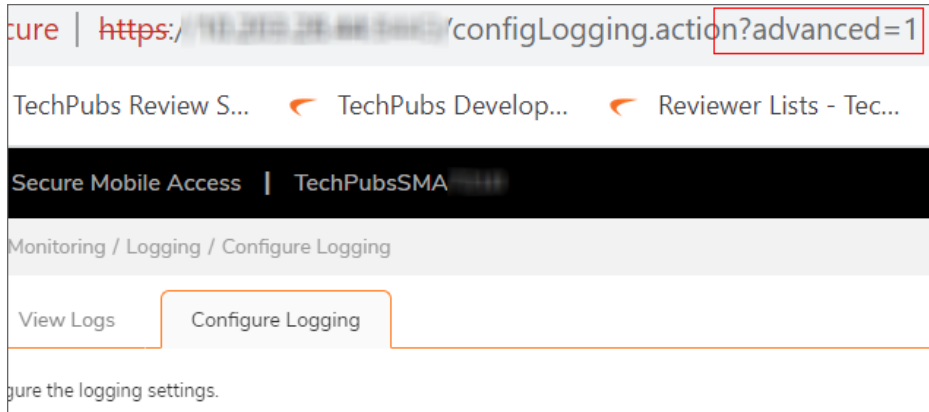 cure | https:/ /configLogging.action?advanced=1
TechPubs Review S... TechPubs Develop... Reviewer Lists - Tec...
Secure Mobile Access | TechPubsSMA
Monitoring / Logging / Configure Logging
View Logs Configure Logging
gure the logging settings.